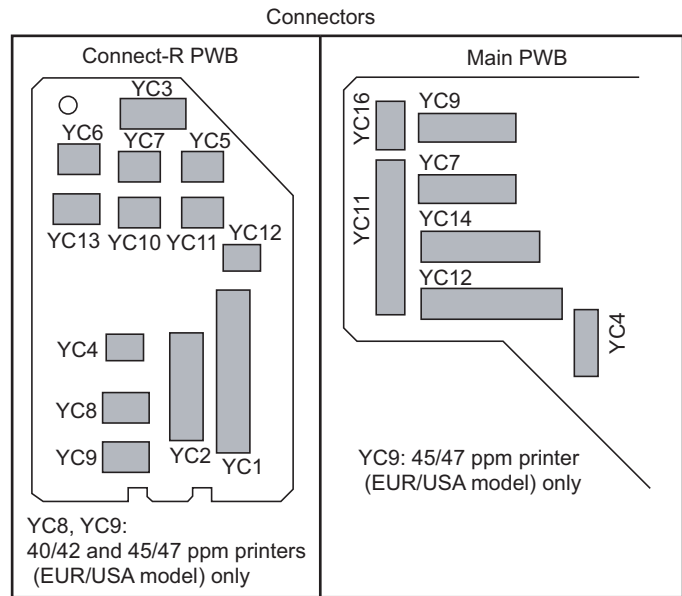 Connectors
Connect-R PWB
YC3
YC6 YC7 YC5
YC13 YC10 YC11 YC12
YC4
YC8
YC9 YC2 YC1
YC8, YC9:
40/42 and 45/47 ppm printers
(EUR/USA model) only
Main PWB
YC16 YC9
YC7
YC11 YC14
YC12
YC4
YC9: 45/47 ppm printer
(EUR/USA model) only